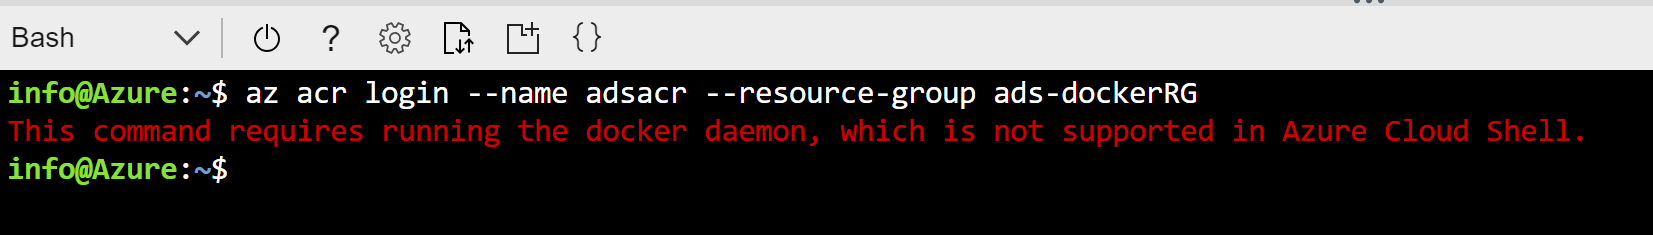 Bash ? {}
info@Azure:~$ az acr login --name adsacr --resource-group ads-dockerRG
This command requires running the docker daemon, which is not supported in Azure Cloud Shell.
info@Azure:~$